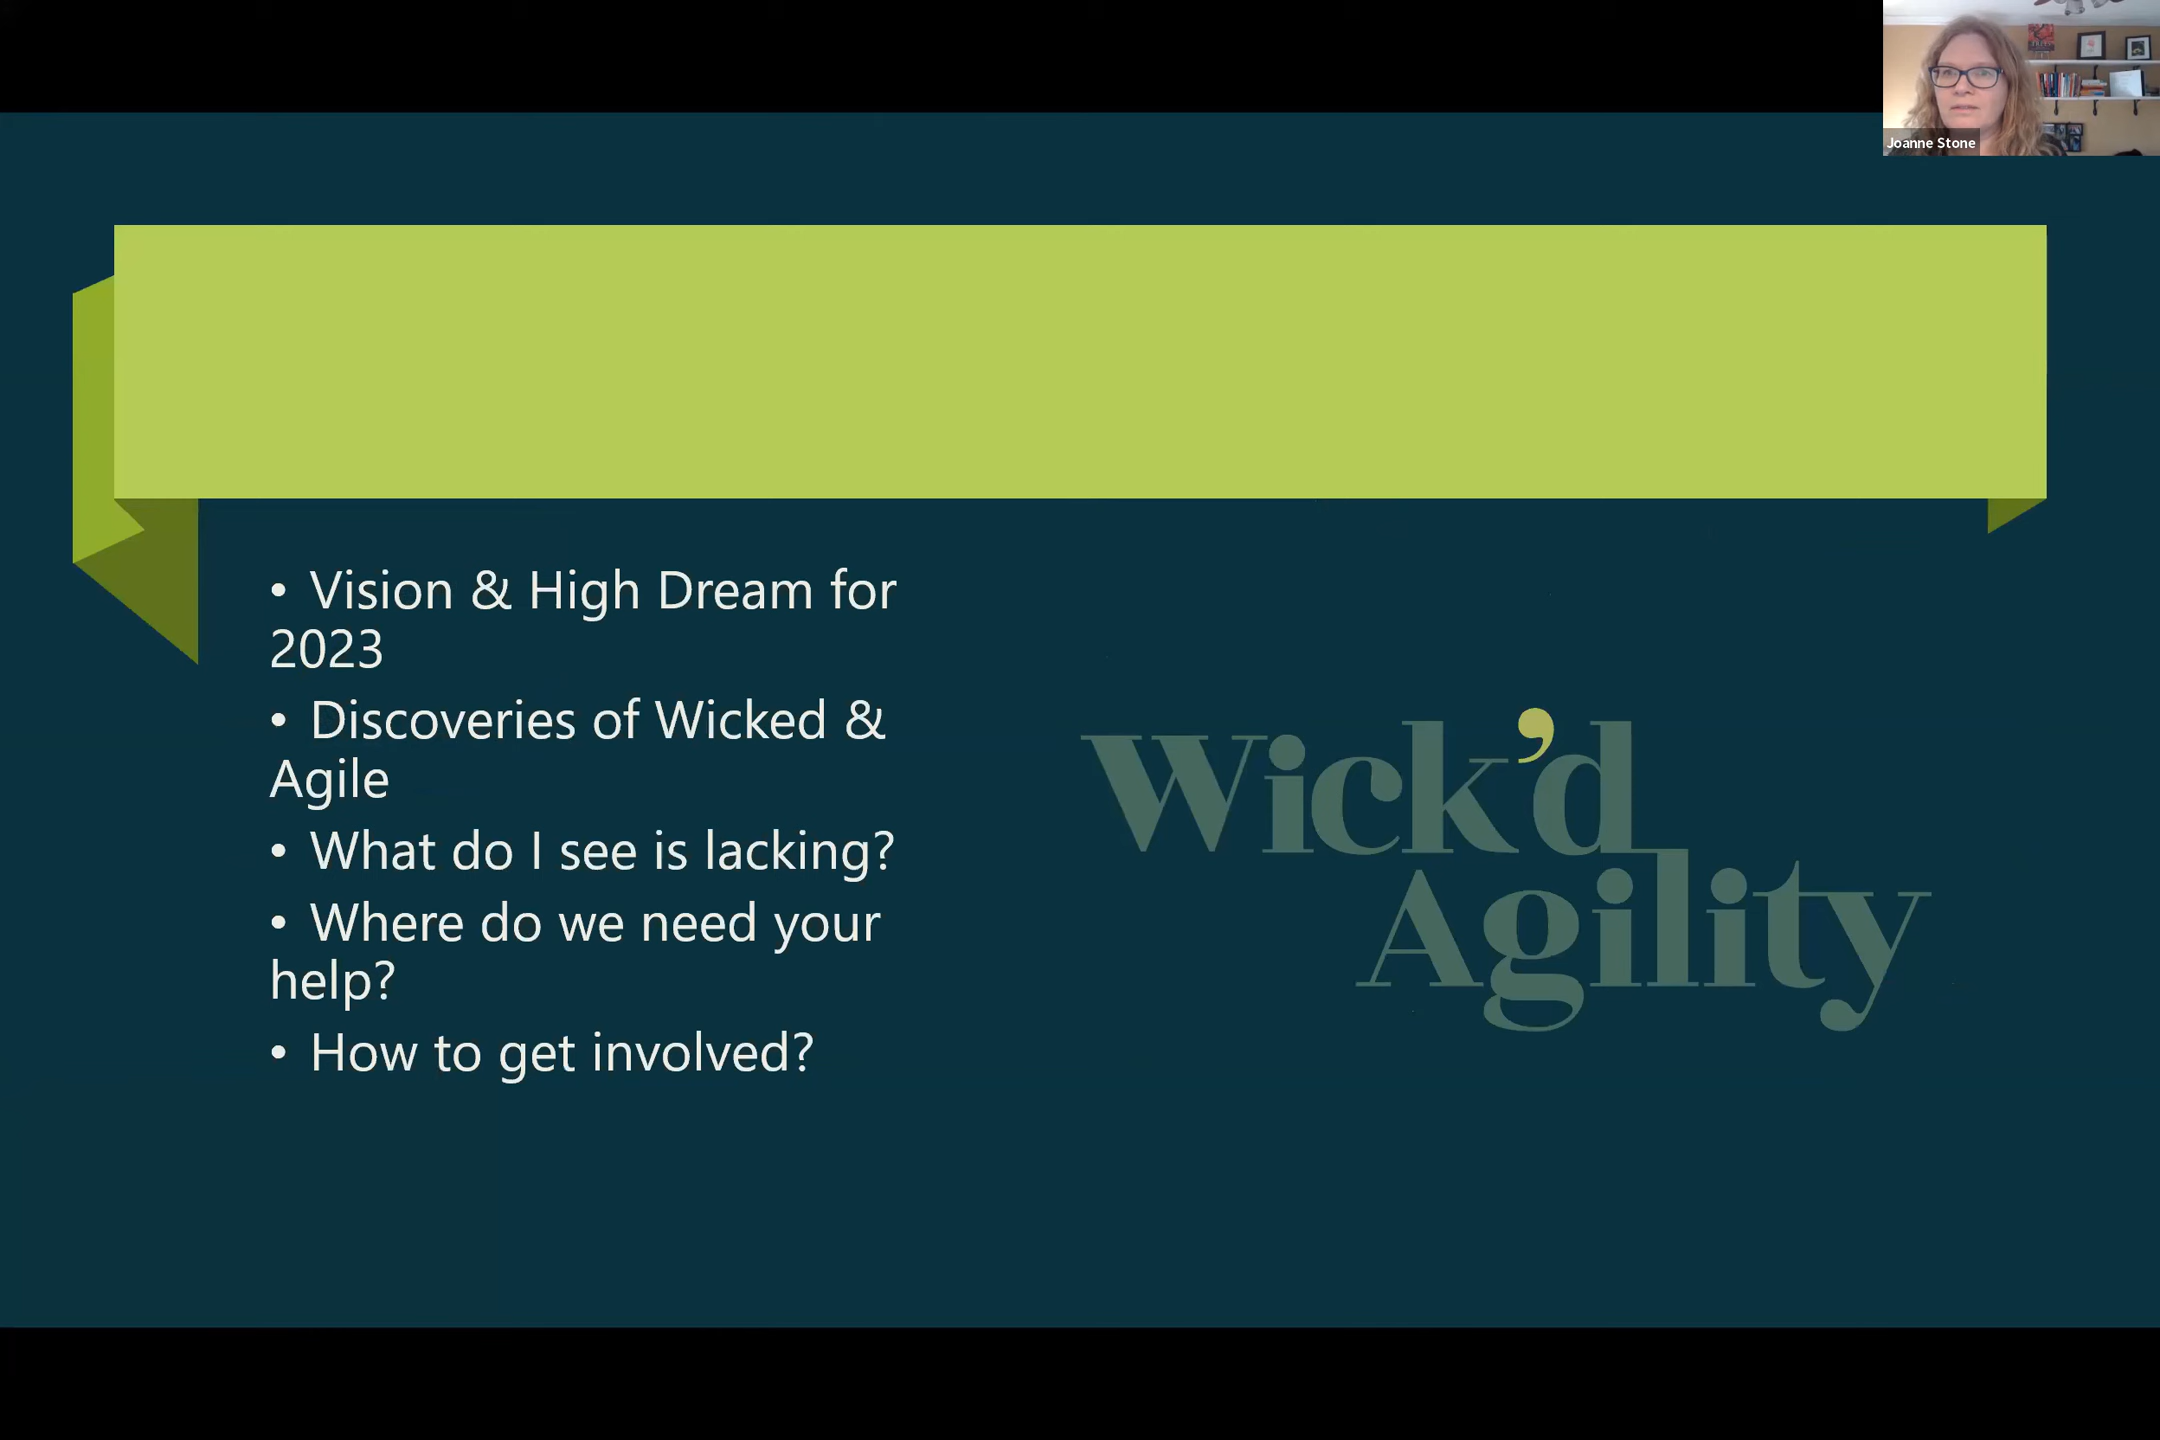 Joanne Stone
• Vision & High Dream for
2023
• Discoveries of Wicked &
Agile
• What do I see is lacking?
• Where do we need your
help?
• How to get involved?
Wick’d
Agility